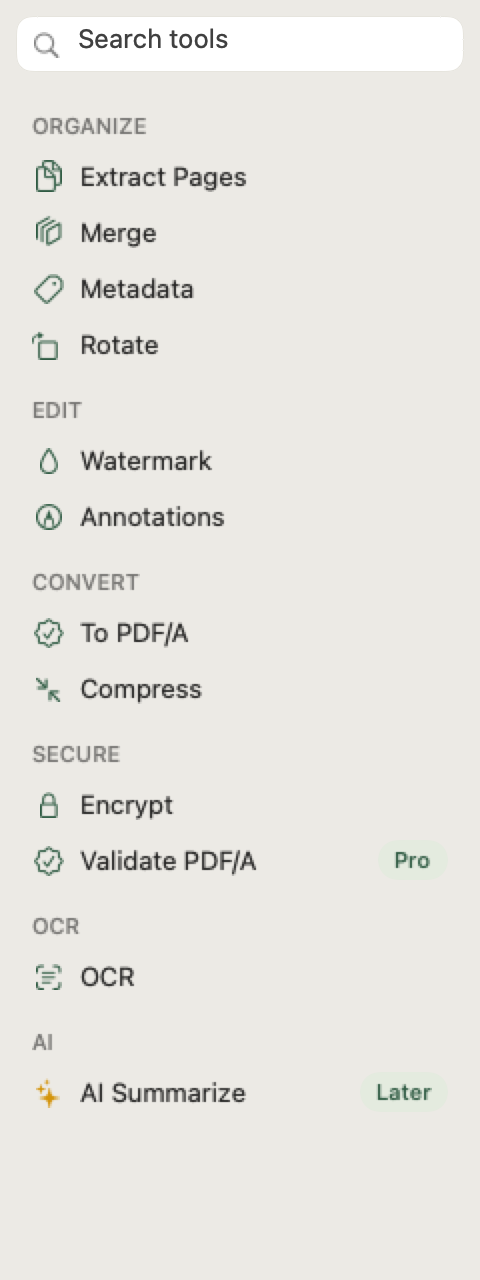 Search tools
ORGANIZE
Extract Pages
Merge
Metadata
Rotate
EDIT
Watermark
Annotations
CONVERT
To PDF/A
Compress
SECURE
Encrypt
Validate PDF/A Pro
OCR
OCR
AI
AI Summarize Later